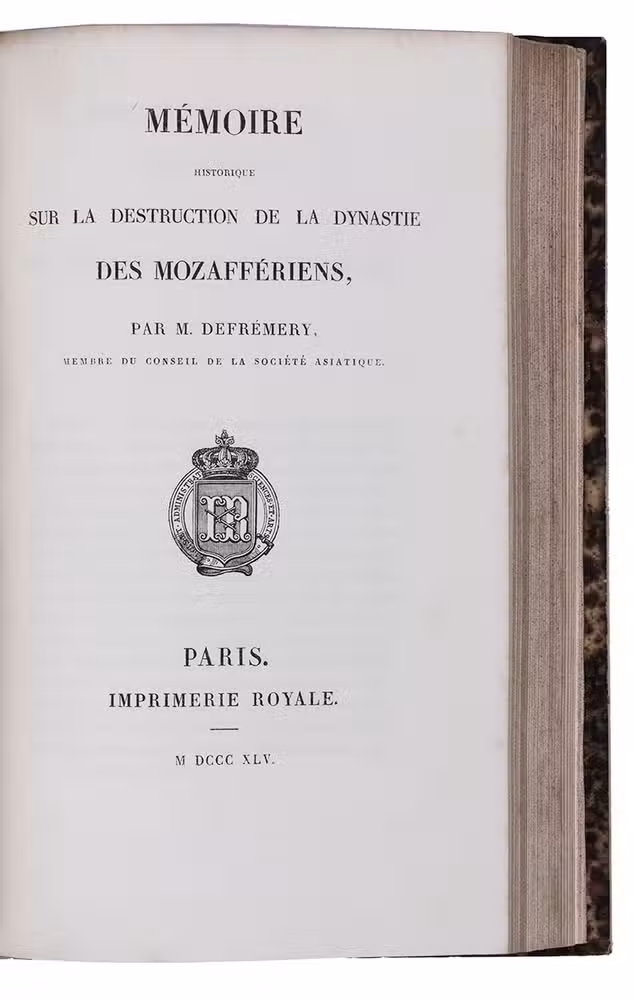 MÉMOIRE
HISTORIQUE
SUR LA DESTRUCTION DE LA DYNASTIE
DES MOZAFFÉRIENS,
PAR M. DEFRÉMERY,
MEMBRE DU CONSEIL DE LA SOCIÉTÉ ASIATIQUE.
PARIS.
IMPRIMERIE ROYALE.
M DCCC XLV.